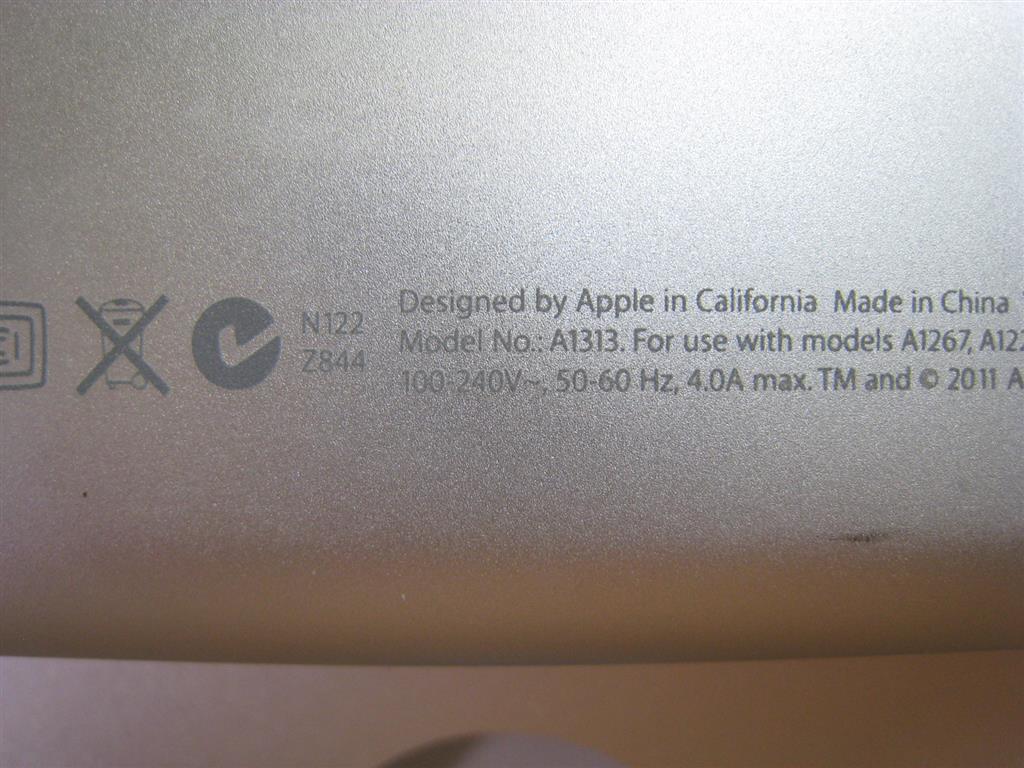 N122
Z844
Designed by Apple in California Made in China
Model No.: A1313. For use with models A1267,
100-240V~, 50-60 Hz, 4.0A max. TM and © 2011